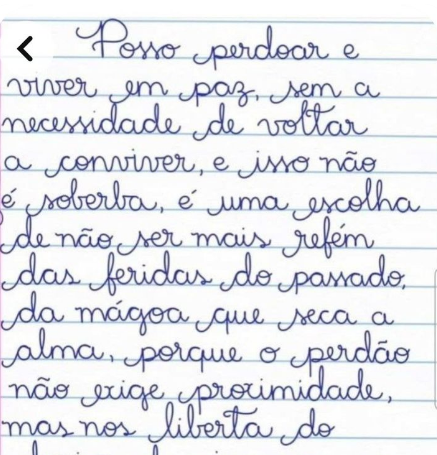 Posso perdoar e
viver em paz, sem a
necessidade de voltar
a conviver, e isso não
é soberba, é uma escolha
de não ser mais refém
das feridas do passado,
da mágoa que seca a
alma, porque o perdão
não exige proximidade,
mas nos liberta do